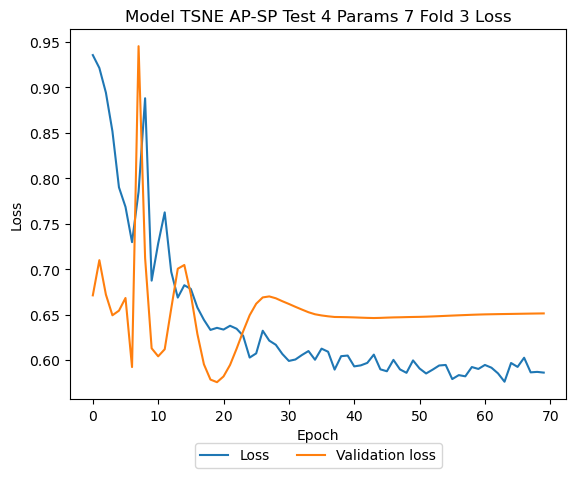 Model TSNE AP-SP Test 4 Params 7 Fold 3 Loss
0.95
0.90
0.85
0.80
0.75
0.70
0.65
0.60
Loss
0 10 20 30 40 50 60 70
Epoch
Loss Validation loss